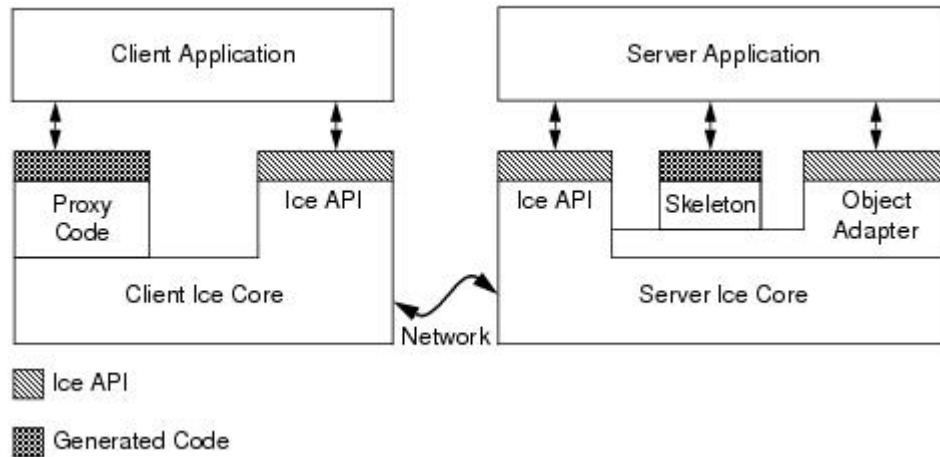 Client Application
Server Application
Proxy
Code
Ice API
Ice API
Skeleton
Object
Adapter
Client Ice Core
Network
Server Ice Core
Ice API
Generated Code